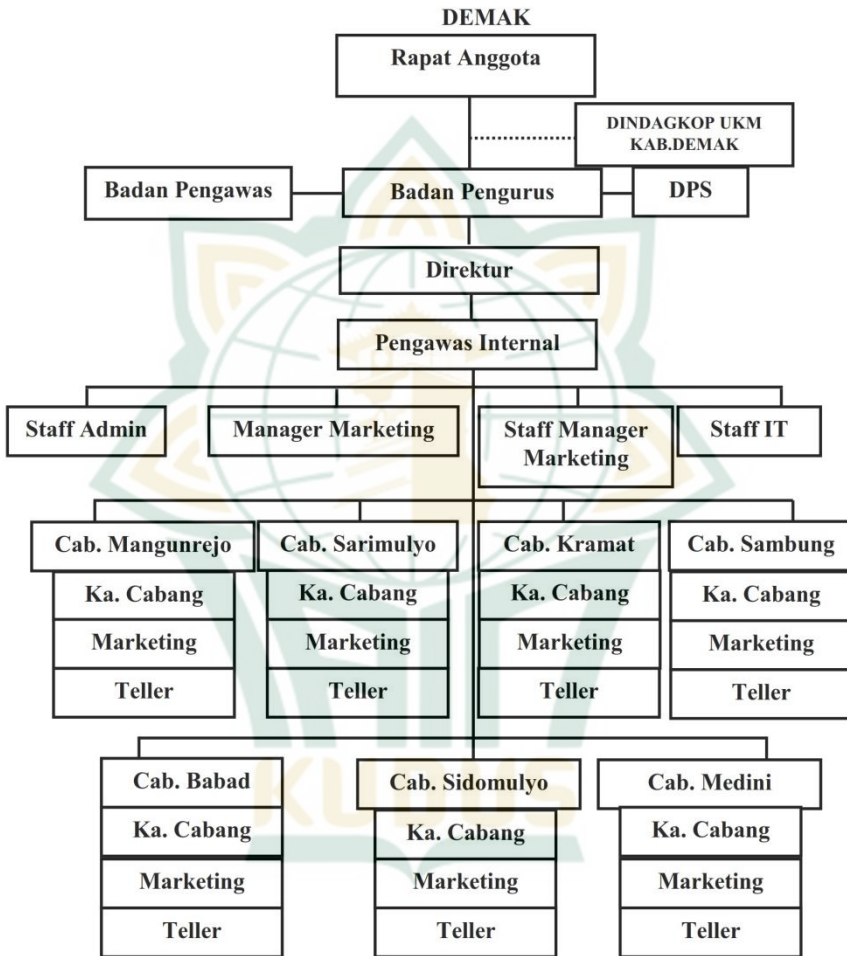 DEMAK
Rapat Anggota
DINDAGKOP UKM
KAB.DEMAK
Badan Pengawas
Badan Pengurus
DPS
Direktur
Pengawas Internal
Staff Admin
Manager Marketing
Staff Manager
Marketing
Staff IT
Cab. Mangunrejo
Ka. Cabang
Marketing
Teller
Cab. Sarimulyo
Ka. Cabang
Marketing
Teller
Cab. Kramat
Ka. Cabang
Marketing
Teller
Cab. Sambung
Ka. Cabang
Marketing
Teller
Cab. Babad
Ka. Cabang
Marketing
Teller
Cab. Sidomulyo
Ka. Cabang
Marketing
Teller
Cab. Medini
Ka. Cabang
Marketing
Teller
KUDUS